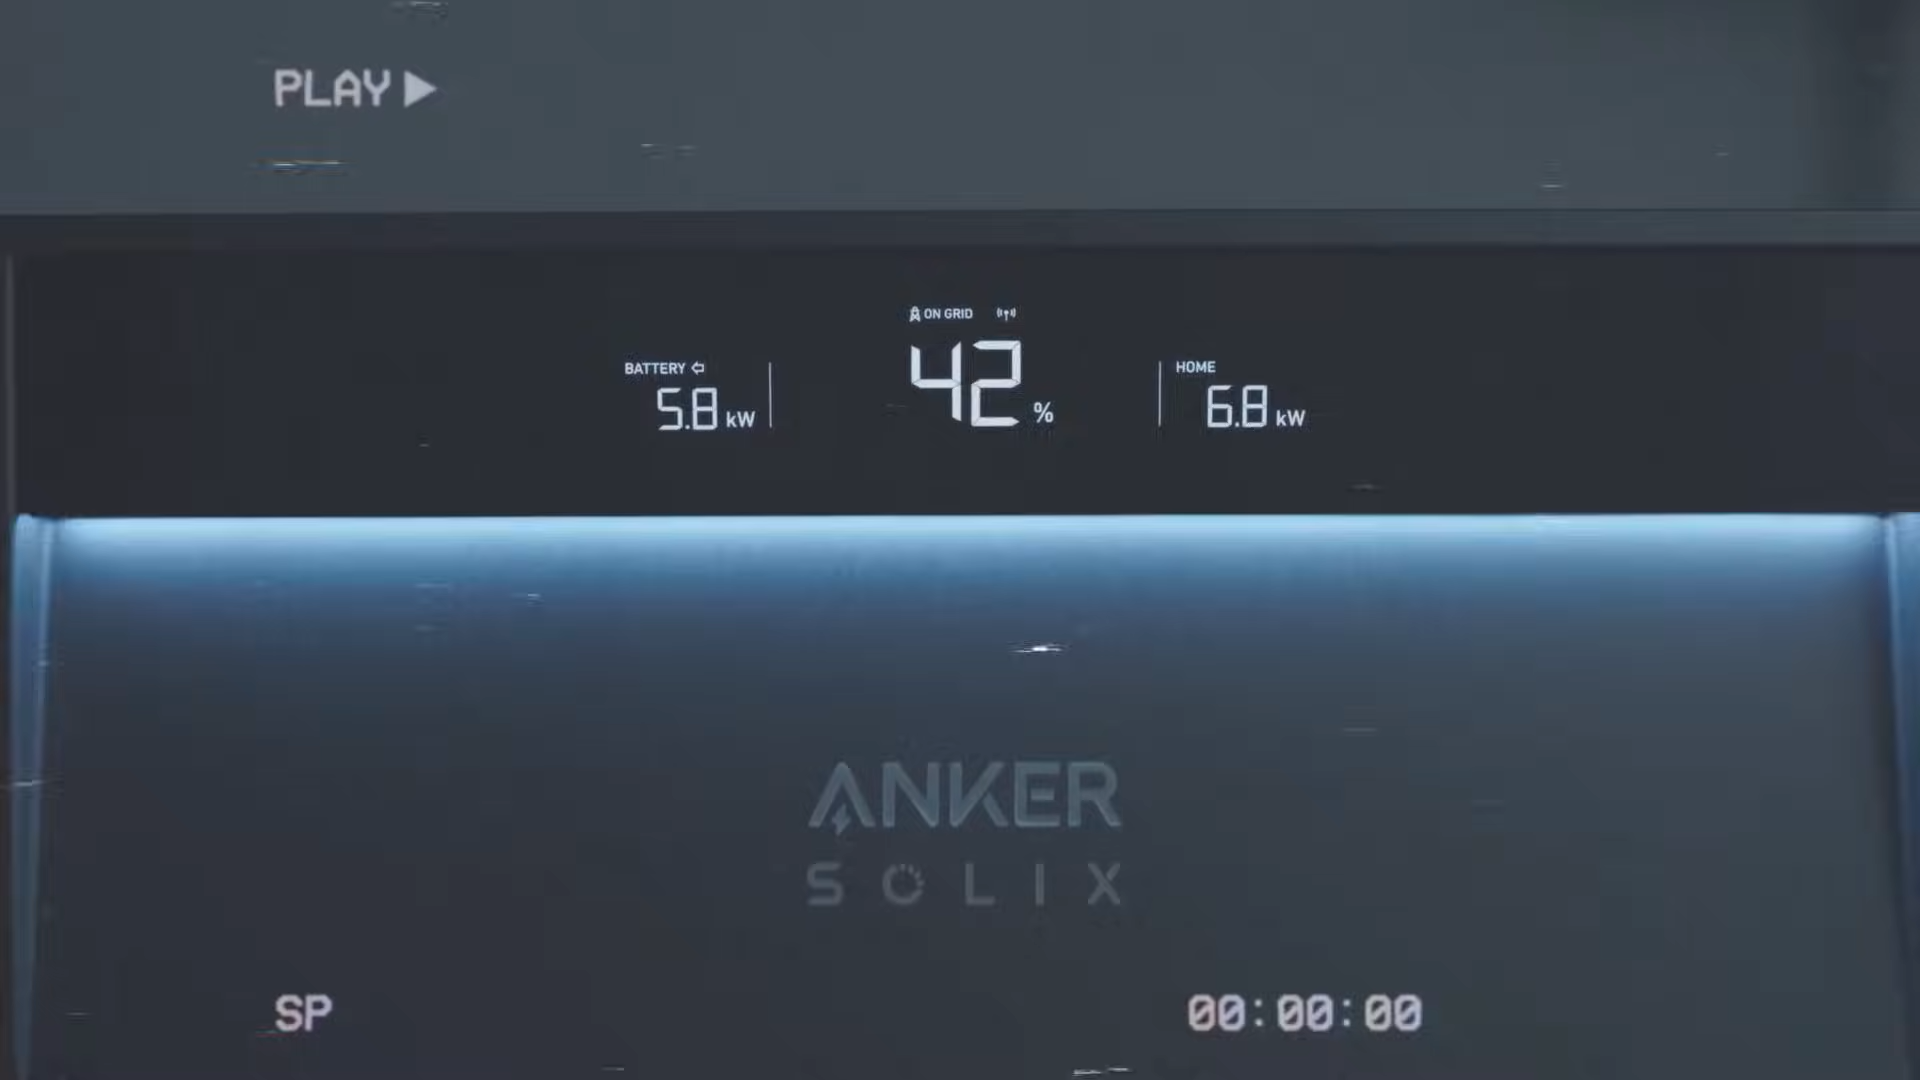 PLAY
ON GRID
42 %
BATTERY
5.8 kW
HOME
6.8 kW
ANKER
SOLIX
SP
00:00:00